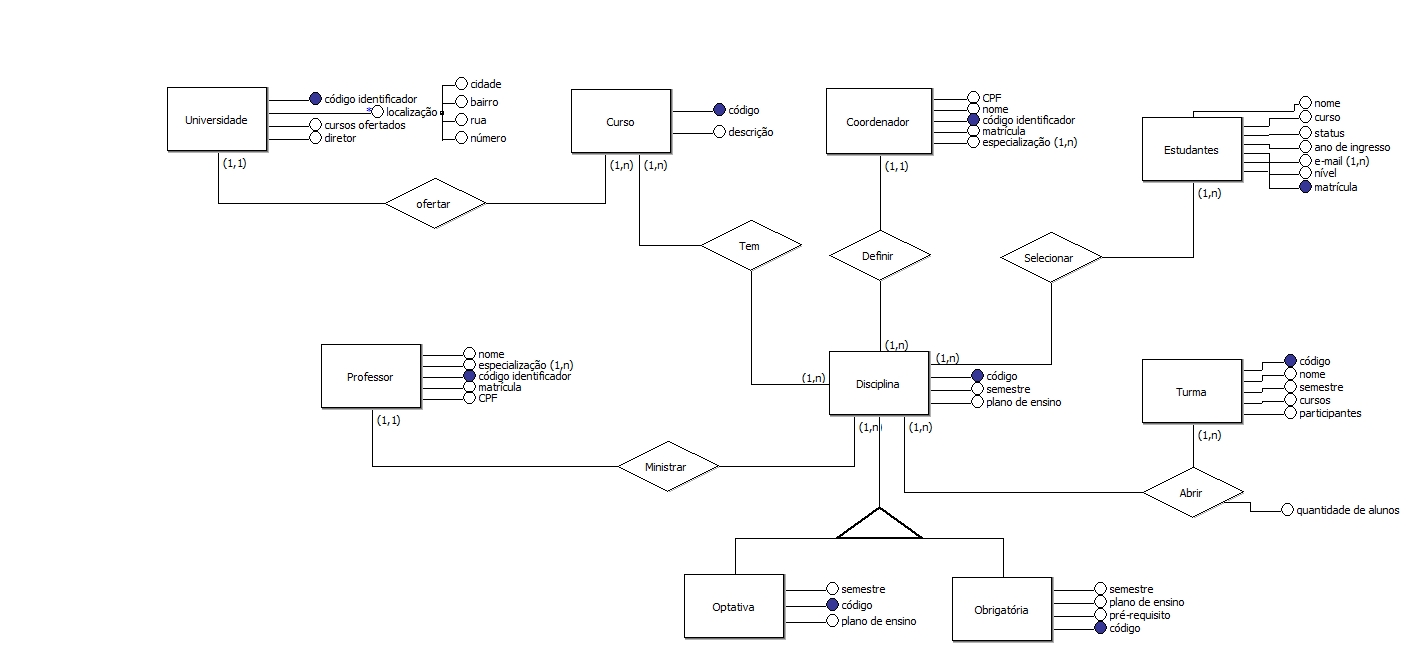 Universidade
código identificador
localização
cidade
bairro
rua
número
cursos ofertados
diretor
(1,1)
ofertar
Curso
código
descrição
(1,n)
(1,n)
Tem
(1,n)
Coordenador
CPF
nome
código identificador
matrícula
especialização (1,n)
(1,1)
Definir
(1,n)
Estudantes
nome
curso
status
ano de ingresso
e-mail (1,n)
nível
matrícula
(1,n)
Selecionar
(1,n)
Professor
nome
especialização (1,n)
código identificador
matrícula
CPF
(1,1)
Ministrar
(1,n)
Disciplina
código
semestre
plano de ensino
(1,n)
Turma
código
nome
semestre
cursos
participantes
(1,n)
Abrir
quantidade de alunos
Optativa
semestre
código
plano de ensino
Obrigatória
semestre
plano de ensino
pré-requisito
código